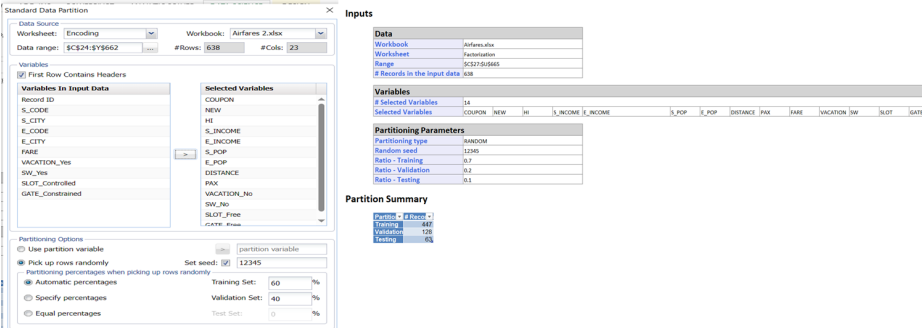 Standard Data Partition
Data Source
Worksheet: Encoding Workbook: Airfares 2.xlsx
Data range: $C$24:$Y$662 ... #Rows: 638 #Cols: 23
Variables
First Row Contains Headers
Variables In Input Data
Record ID
S_CODE
S_CITY
E_CODE
E_CITY
FARE
VACATION_Yes
SW_Yes
SLOT_Controlled
GATE_Constrained
>
Selected Variables
COUPON
NEW
HI
S_INCOME
E_INCOME
S_POP
E_POP
DISTANCE
PAX
VACATION_No
SW_No
SLOT_Free
GATE_Free
Partitioning Options
Use partition variable partition variable
Pick up rows randomly Set seed: 12345
Partitioning percentages when picking up rows randomly
Automatic percentages Training Set: 60 %
Specify percentages Validation Set: 40 %
Equal percentages Test Set: 0 %
Inputs
Data
Workbook Airfares.xlsx
Worksheet Factorization
Range $C$27:$U$665
# Records in the input data 638
Variables
# Selected Variables 14
Selected Variables COUPON NEW HI S_INCOME E_INCOME S_POP E_POP DISTANCE PAX FARE VACATION SW SLOT GATE
Partitioning Parameters
Partitioning type RANDOM
Random seed 12345
Ratio - Training 0.7
Ratio - Validation 0.2
Ratio - Testing 0.1
Partition Summary
Partitio # Recor
Training 447
Validation 128
Testing 63